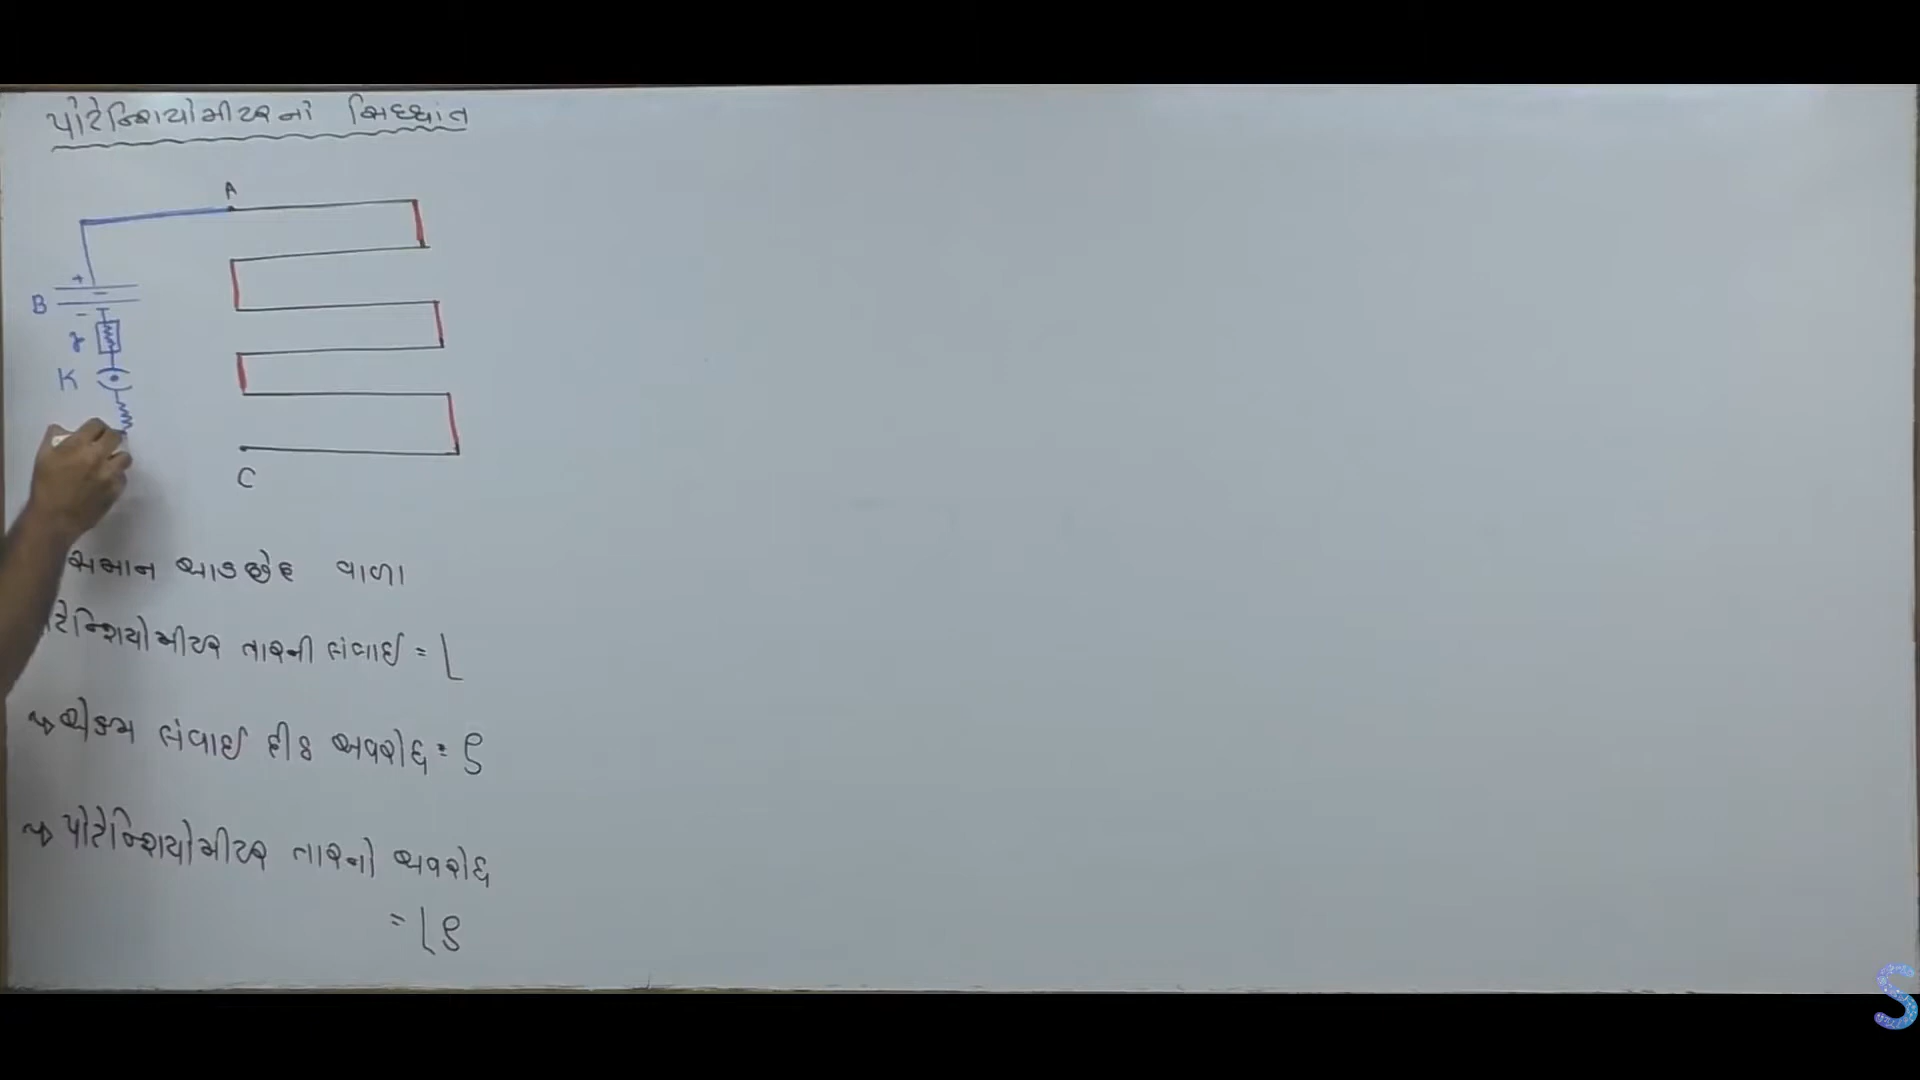 પોટેન્શિયોમીટરનો સિધ્ધાંત
A
+
B
−
r
K
C
સમાન આડછેદ વાળા
ટેન્શિયોમીટર તારની લંબાઈ = L
→ એકમ લંબાઈ દીઠ અવરોધ = ρ
→ પોટેન્શિયોમીટર તારનો અવરોધ
= Lρ
S